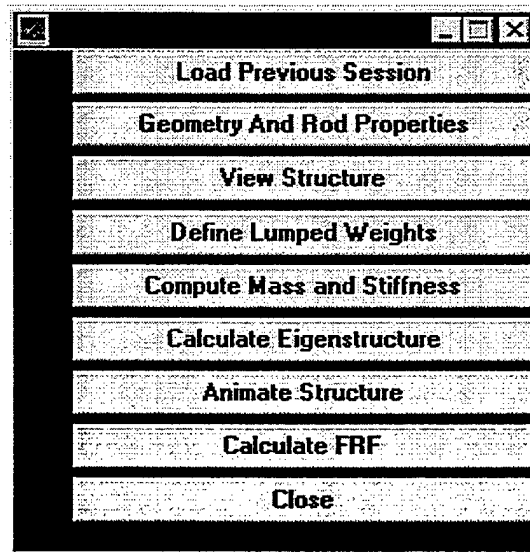 Load Previous Session
Geometry And Rod Properties
View Structure
Define Lumped Weights
Compute Mass and Stiffness
Calculate Eigenstructure
Animate Structure
Calculate FRF
Close